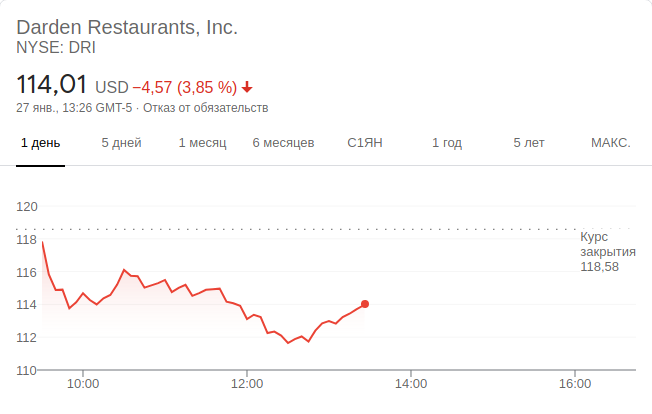 Darden Restaurants, Inc.
NYSE: DRI
114,01 USD −4,57 (3,85 %)
27 янв., 13:26 GMT-5 · Отказ от обязательств
1 день 5 дней 1 месяц 6 месяцев С1ЯН 1 год 5 лет МАКС.
120
118
116
114
112
110
Курс
закрытия
118,58
10:00 12:00 14:00 16:00